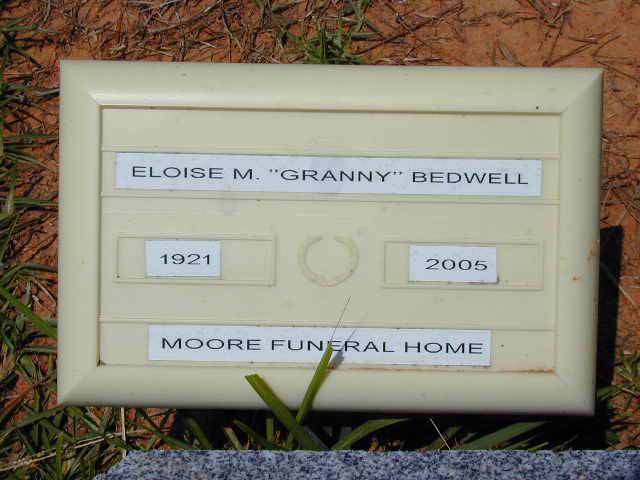 ELOISE M. "GRANNY" BEDWELL
1921 2005
MOORE FUNERAL HOME